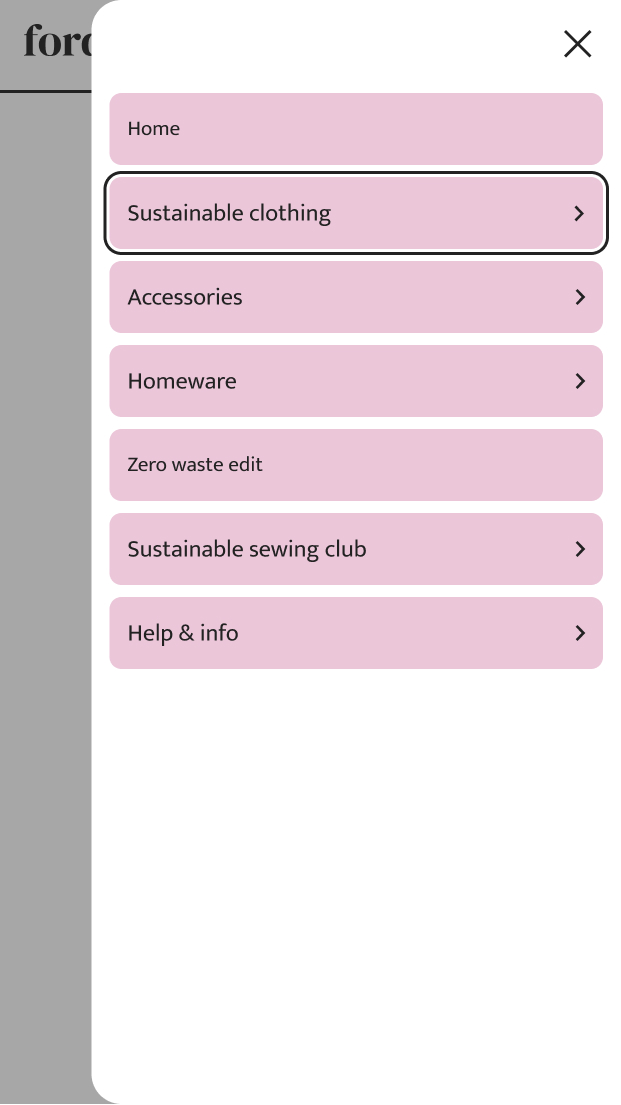 Home
Sustainable clothing
Accessories
Homeware
Zero waste edit
Sustainable sewing club
Help & info